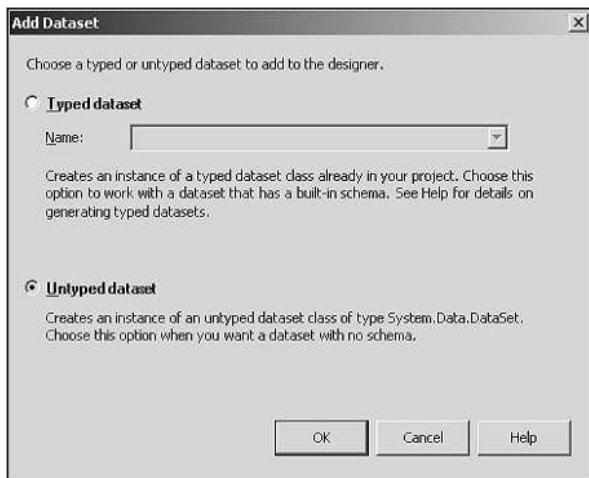 Add Dataset
Choose a typed or untyped dataset to add to the designer.
Typed dataset
Name:
Creates an instance of a typed dataset class already in your project. Choose this
option to work with a dataset that has a built-in schema. See Help for details on
generating typed datasets.
Untyped dataset
Creates an instance of an untyped dataset class of type System.Data.DataSet.
Choose this option when you want a dataset with no schema.
OK
Cancel
Help